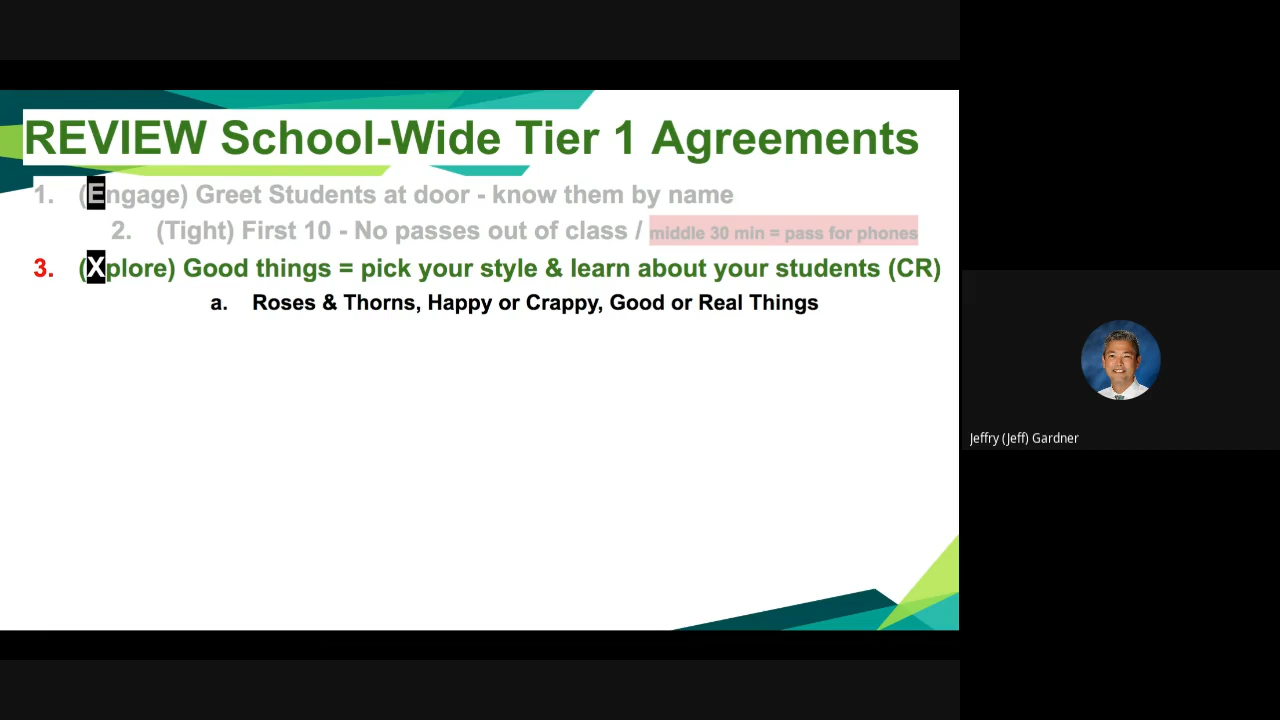 REVIEW School-Wide Tier 1 Agreements
1. (Engage) Greet Students at door - know them by name
2. (Tight) First 10 - No passes out of class / middle 30 min = pass for phones
3. (Xplore) Good things = pick your style & learn about your students (CR)
a. Roses & Thorns, Happy or Crappy, Good or Real Things
Jeffry (Jeff) Gardner